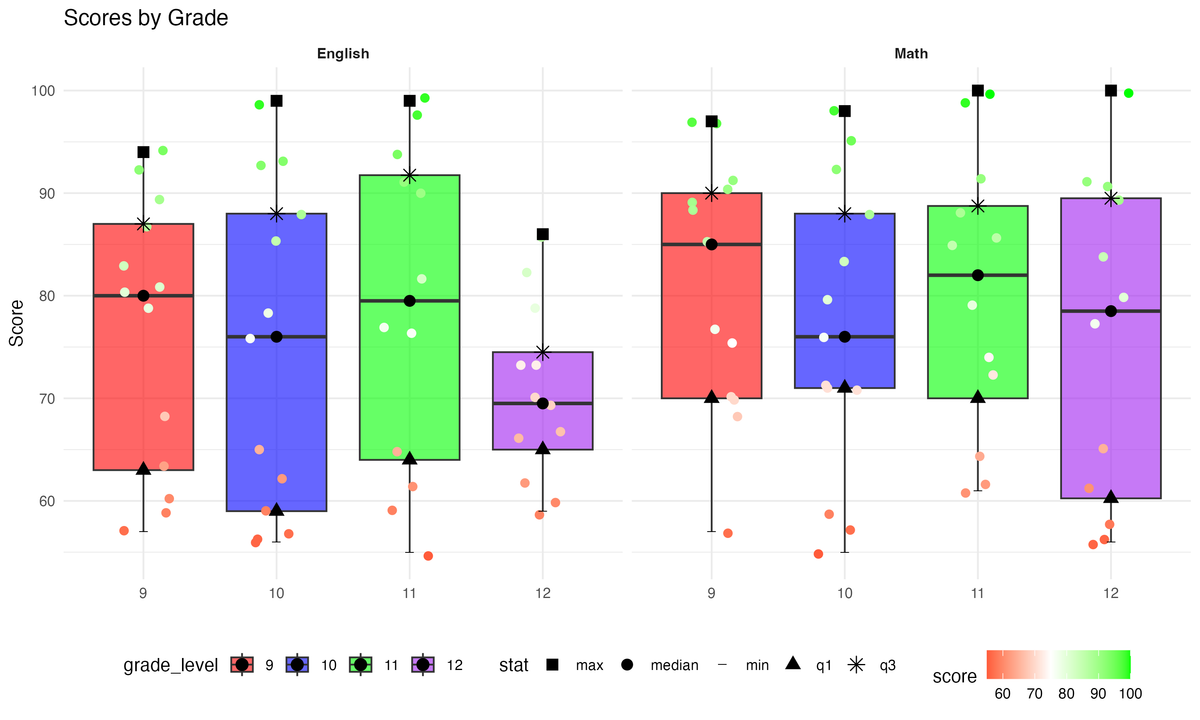 Scores by Grade
English Math
100
90
80
70
60
Score
9 10 11 12 9 10 11 12
grade_level 9 10 11 12 stat max median min q1 q3 score 60 70 80 90 100